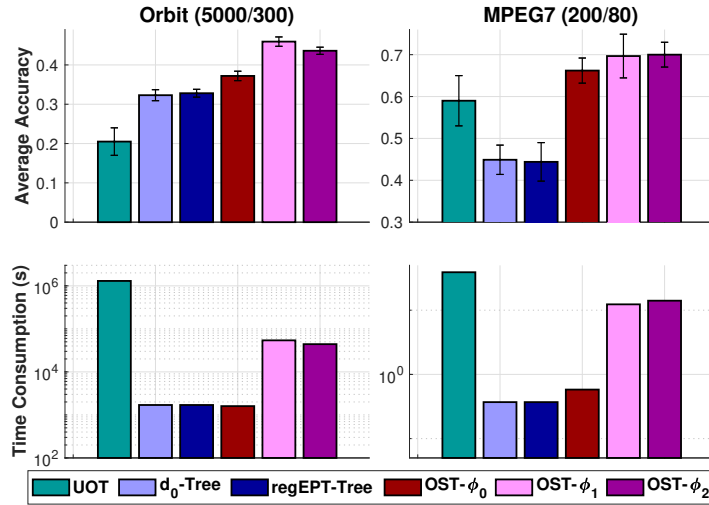 Orbit (5000/300)
MPEG7 (200/80)
Average Accuracy
0.4
0.3
0.2
0.1
0
0.7
0.6
0.5
0.4
0.3
Time Consumption (s)
10^6
10^4
10^2
10^0
UOT d_0-Tree regEPT-Tree OST-ϕ_0 OST-ϕ_1 OST-ϕ_2